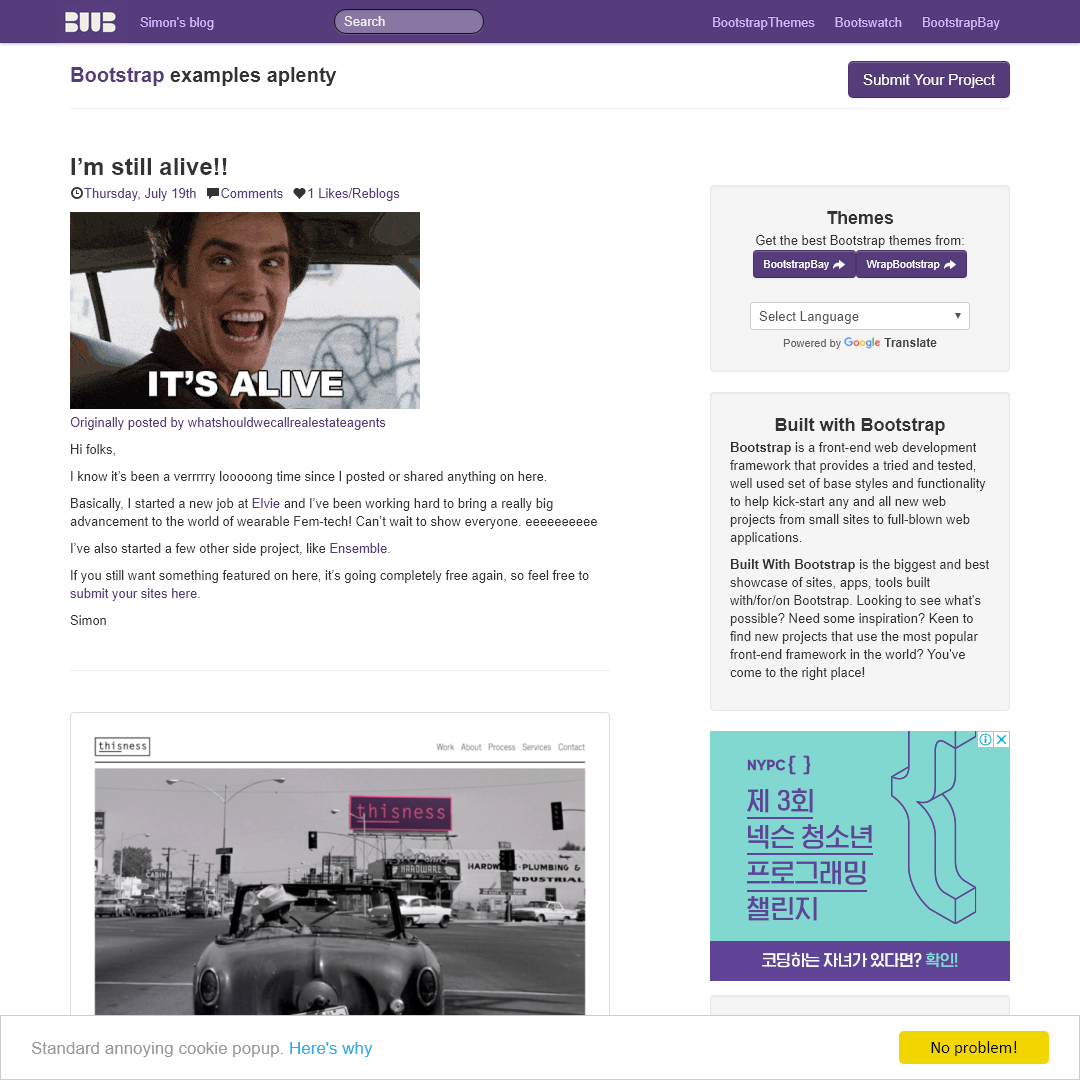 BWB
Simon's blog
Search
BootstrapThemes
Bootswatch
BootstrapBay
Bootstrap examples aplenty
Submit Your Project
I’m still alive!!
Thursday, July 19th Comments 1 Likes/Reblogs
IT'S ALIVE
Originally posted by whatshouldwecallrealestateagents
Hi folks,
I know it’s been a verrrrry looooong time since I posted or shared anything on here.
Basically, I started a new job at Elvie and I’ve been working hard to bring a really big
advancement to the world of wearable Fem-tech! Can’t wait to show everyone. eeeeeeeeee
I’ve also started a few other side project, like Ensemble.
If you still want something featured on here, it’s going completely free again, so feel free to
submit your sites here.
Simon
thisness
Work About Process Services Contact
thisness
CABIN
HARDWARE
HARDWARE-PLUMBING &
INDUSTRIAL
Themes
Get the best Bootstrap themes from:
BootstrapBay
WrapBootstrap
Select Language
Powered by Google Translate
Built with Bootstrap
Bootstrap is a front-end web development
framework that provides a tried and tested,
well used set of base styles and functionality
to help kick-start any and all new web
projects from small sites to full-blown web
applications.
Built With Bootstrap is the biggest and best
showcase of sites, apps, tools built
with/for/on Bootstrap. Looking to see what's
possible? Need some inspiration? Keen to
find new projects that use the most popular
front-end framework in the world? You've
come to the right place!
NYPC{ }
제 3회
넥슨 청소년
프로그래밍
챌린지
코딩하는 자녀가 있다면? 확인!
Standard annoying cookie popup. Here's why
No problem!